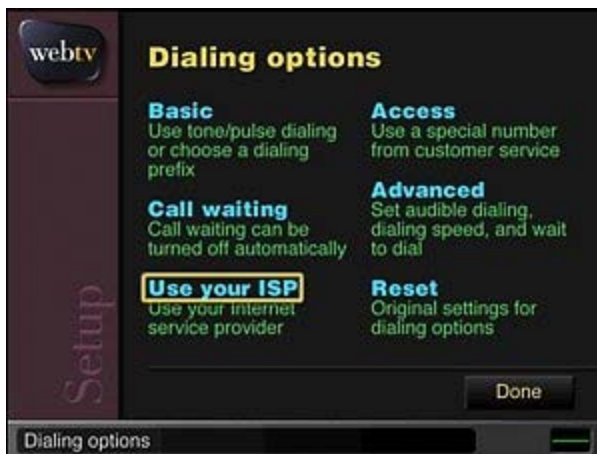 webtv
Dialing options
Basic
Use tone/pulse dialing
or choose a dialing
prefix
Call waiting
Call waiting can be
turned off automatically
Use your ISP
Use your Internet
service provider
Access
Use a special number
from customer service
Advanced
Set audible dialing,
dialing speed, and wait
to dial
Reset
Original settings for
dialing options
Setup
Done
Dialing options